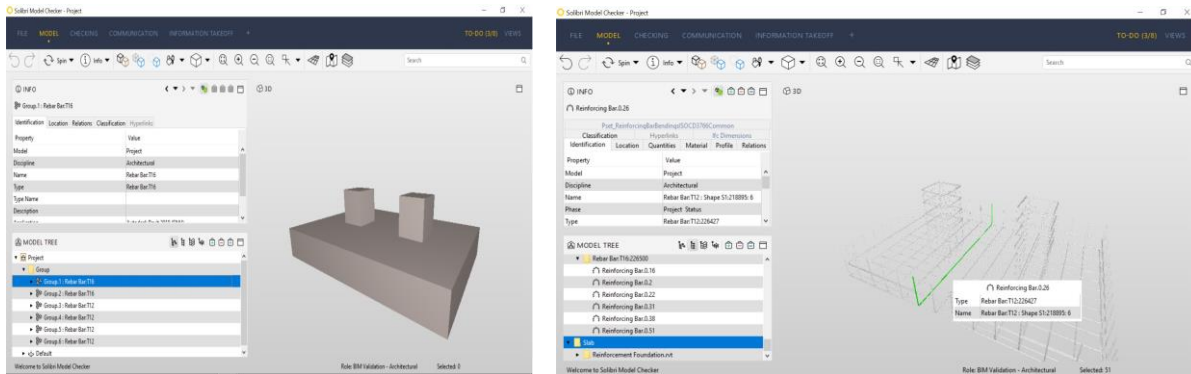 Solibri Model Checker - Project
FILE MODEL CHECKING COMMUNICATION INFORMATION TAKEOFF +
TO-DO (3/8) VIEWS
Spin Info
Search
INFO
3D
Group.1 : Rebar Bar:T16
Identification Location Relations Classification Hyperlinks
Property Value
Model Project
Discipline Architectural
Name Rebar Bar:T16
Type Rebar Bar:T16
Type Name
Description
MODEL TREE
Project
Group
Group.1 : Rebar Bar:T16
Group.2 : Rebar Bar:T16
Group.3 : Rebar Bar:T12
Group.4 : Rebar Bar:T12
Group.5 : Rebar Bar:T12
Group.6 : Rebar Bar:T12
Default
Welcome to Solibri Model Checker
Role: BIM Validation - Architectural Selected: 0
Solibri Model Checker - Project
FILE MODEL CHECKING COMMUNICATION INFORMATION TAKEOFF +
TO-DO (3/8) VIEWS
Spin Info
Search
INFO
3D
Reinforcing Bar.0.26
Pset_ReinforcingBarBendingsISOCD3766Common
Classification Hyperlinks Ifc Dimensions
Identification Location Quantities Material Profile Relations
Property Value
Model Project
Discipline Architectural
Name Rebar Bar:T12 : Shape S1:218895: 6
Phase Project Status
Type Rebar Bar:T12:226427
MODEL TREE
Rebar Bar:T16:226500
Reinforcing Bar.0.16
Reinforcing Bar.0.2
Reinforcing Bar.0.22
Reinforcing Bar.0.31
Reinforcing Bar.0.38
Reinforcing Bar.0.51
Slab
Reinforcement Foundation.rvt
Reinforcing Bar.0.26
Type Rebar Bar:T12:226427
Name Rebar Bar:T12 : Shape S1:218895: 6
Welcome to Solibri Model Checker
Role: BIM Validation - Architectural Selected: 51